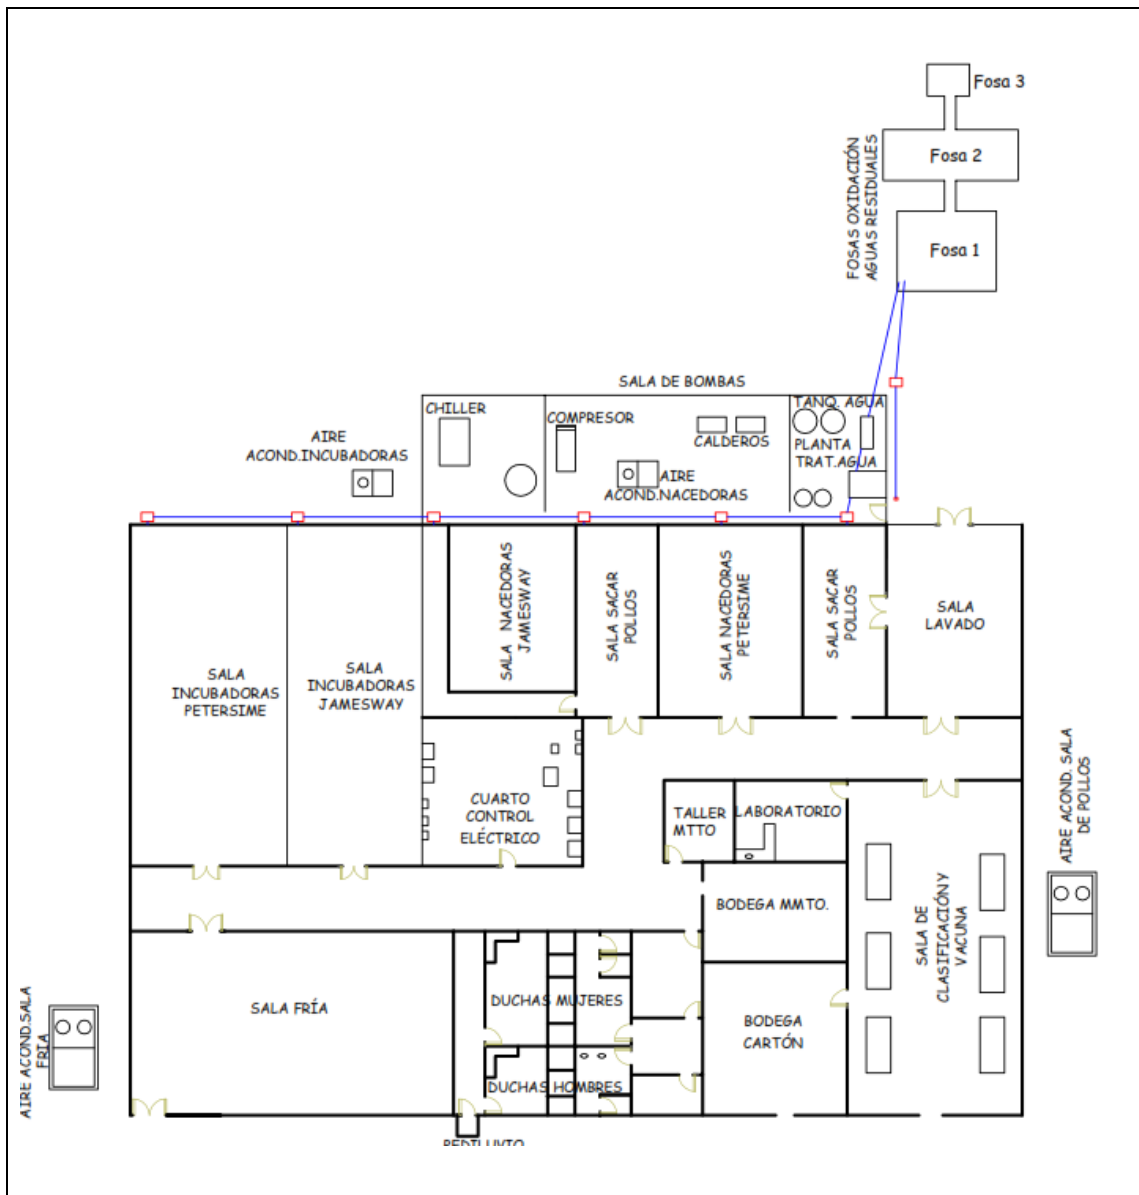 Fosa 3
Fosa 2
FOSAS OXIDACIÓN
AGUAS RESIDUALES
Fosa 1
SALA DE BOMBAS
CHILLER
COMPRESOR
TANQ. AGUA
CALDEROS
PLANTA
TRAT.AGUA
AIRE
ACOND.INCUBADORAS
AIRE
ACOND.NACEDORAS
SALA NACEDORAS
JAMESWAY
SALA SACAR
POLLOS
SALA NACEDORAS
PETERSIME
SALA SACAR
POLLOS
SALA
LAVADO
SALA
INCUBADORAS
PETERSIME
SALA
INCUBADORAS
JAMESWAY
CUARTO
CONTROL
ELÉCTRICO
TALLER
MTTO
LABORATORIO
AIRE ACOND. SALA
DE POLLOS
BODEGA MMTO.
SALA DE
CLASIFICACIÓN Y
VACUNA
SALA FRÍA
DUCHAS MUJERES
BODEGA
CARTÓN
AIRE ACOND.SALA
FRIA
DUCHAS HOMBRES
PEDILUVIO